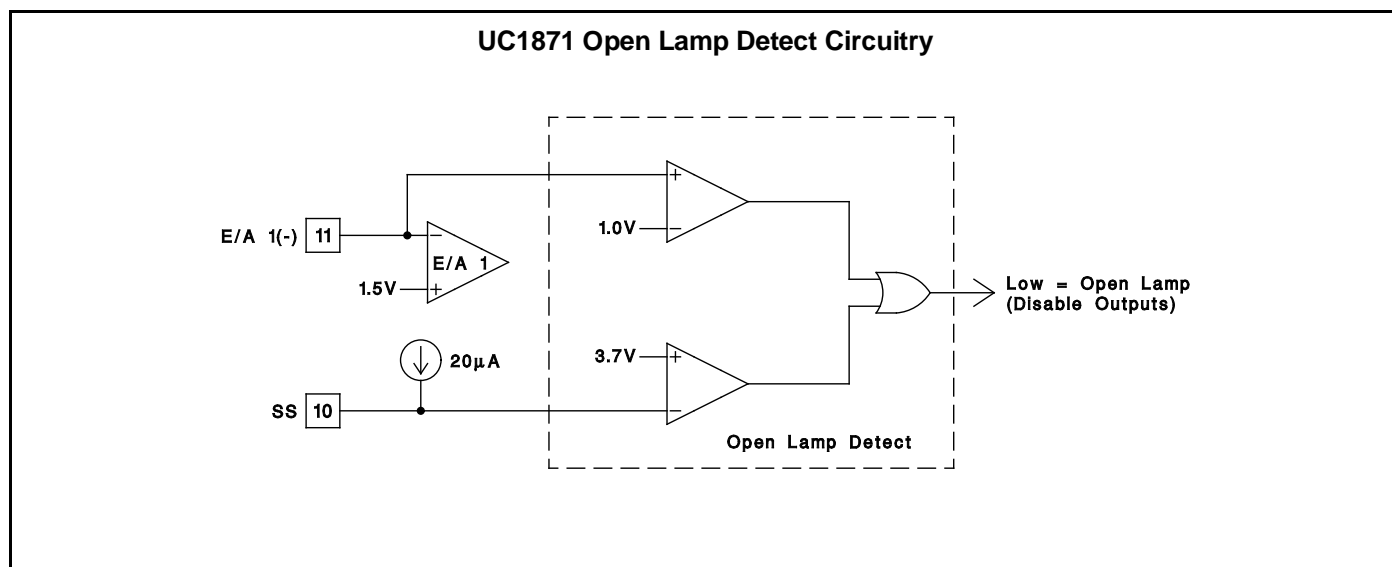 UC1871 Open Lamp Detect Circuitry
+
1.0V
−
E/A 1(-) 11
−
E/A 1
1.5V
+
Low = Open Lamp
(Disable Outputs)
3.7V
+
20µA
SS 10
−
Open Lamp Detect